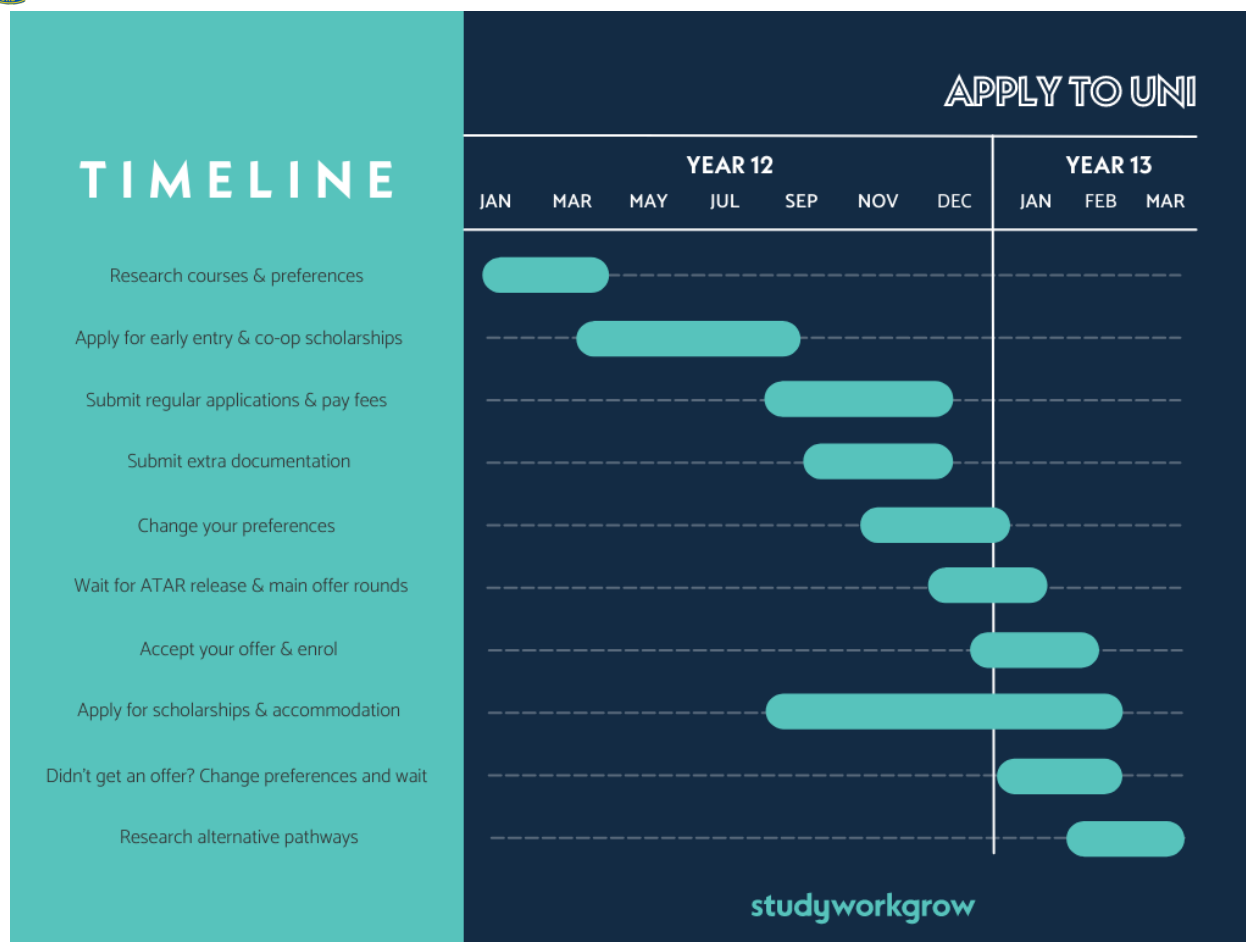 APPLY TO UNI
TIMELINE
YEAR 12 YEAR 13
JAN MAR MAY JUL SEP NOV DEC JAN FEB MAR
Research courses & preferences
Apply for early entry & co-op scholarships
Submit regular applications & pay fees
Submit extra documentation
Change your preferences
Wait for ATAR release & main offer rounds
Accept your offer & enrol
Apply for scholarships & accommodation
Didn't get an offer? Change preferences and wait
Research alternative pathways
studyworkgrow